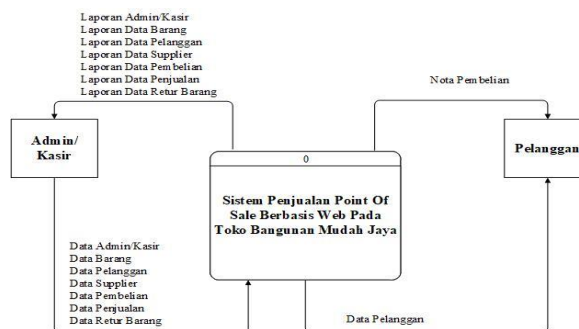 Laporan Admin/Kasir
Laporan Data Barang
Laporan Data Pelanggan
Laporan Data Supplier
Laporan Data Pembelian
Laporan Data Penjualan
Laporan Data Retur Barang
Nota Pembelian
Admin/
Kasir
0
Sistem Penjualan Point Of
Sale Berbasis Web Pada
Toko Bangunan Mudah Jaya
Pelanggan
Data Admin/Kasir
Data Barang
Data Pelanggan
Data Supplier
Data Pembelian
Data Penjualan
Data Retur Barang
Data Pelanggan